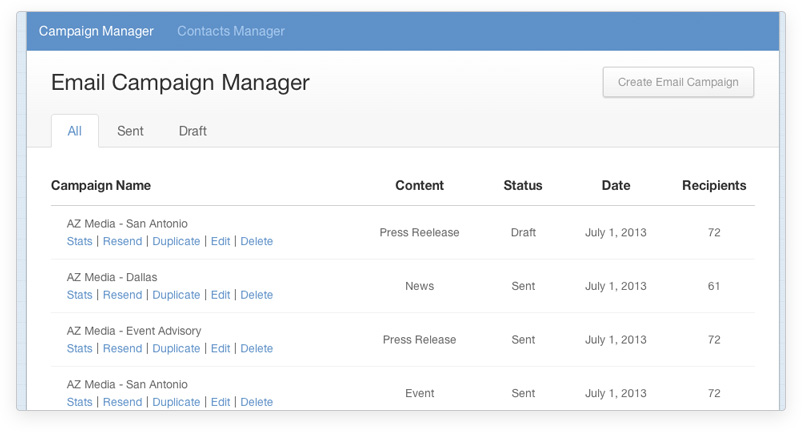 Campaign Manager Contacts Manager
Email Campaign Manager Create Email Campaign
All Sent Draft
Campaign Name Content Status Date Recipients
AZ Media - San Antonio
Stats | Resend | Duplicate | Edit | Delete Press Reelease Draft July 1, 2013 72
AZ Media - Dallas
Stats | Resend | Duplicate | Edit | Delete News Sent July 1, 2013 61
AZ Media - Event Advisory
Stats | Resend | Duplicate | Edit | Delete Press Release Sent July 1, 2013 72
AZ Media - San Antonio
Stats | Resend | Duplicate | Edit | Delete Event Sent July 1, 2013 72